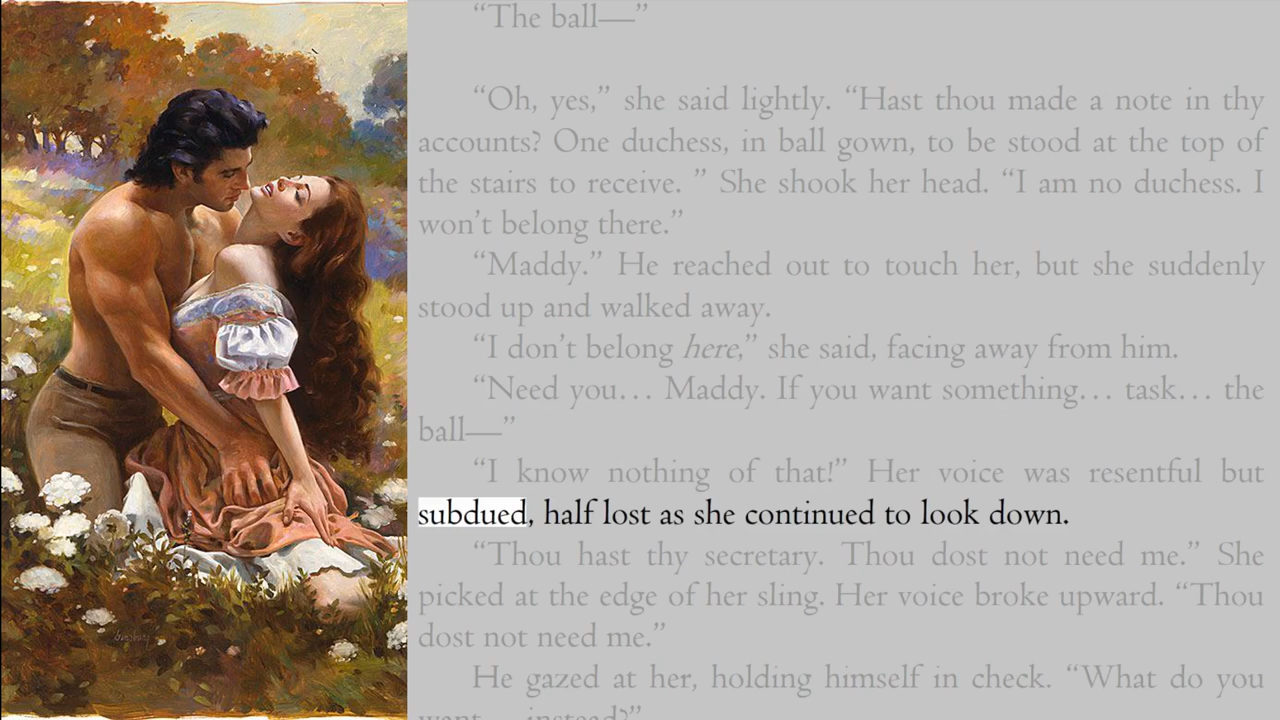 “The ball—”
“Oh, yes,” she said lightly. “Hast thou made a note in thy
accounts? One duchess, in ball gown, to be stood at the top of
the stairs to receive. ” She shook her head. “I am no duchess. I
won’t belong there.”
“Maddy.” He reached out to touch her, but she suddenly
stood up and walked away.
“I don’t belong here,” she said, facing away from him.
“Need you… Maddy. If you want something… task… the
ball—”
“I know nothing of that!” Her voice was resentful but
subdued, half lost as she continued to look down.
“Thou hast thy secretary. Thou dost not need me.” She
picked at the edge of her sling. Her voice broke upward. “Thou
dost not need me.”
He gazed at her, holding himself in check. “What do you
want… instead?”